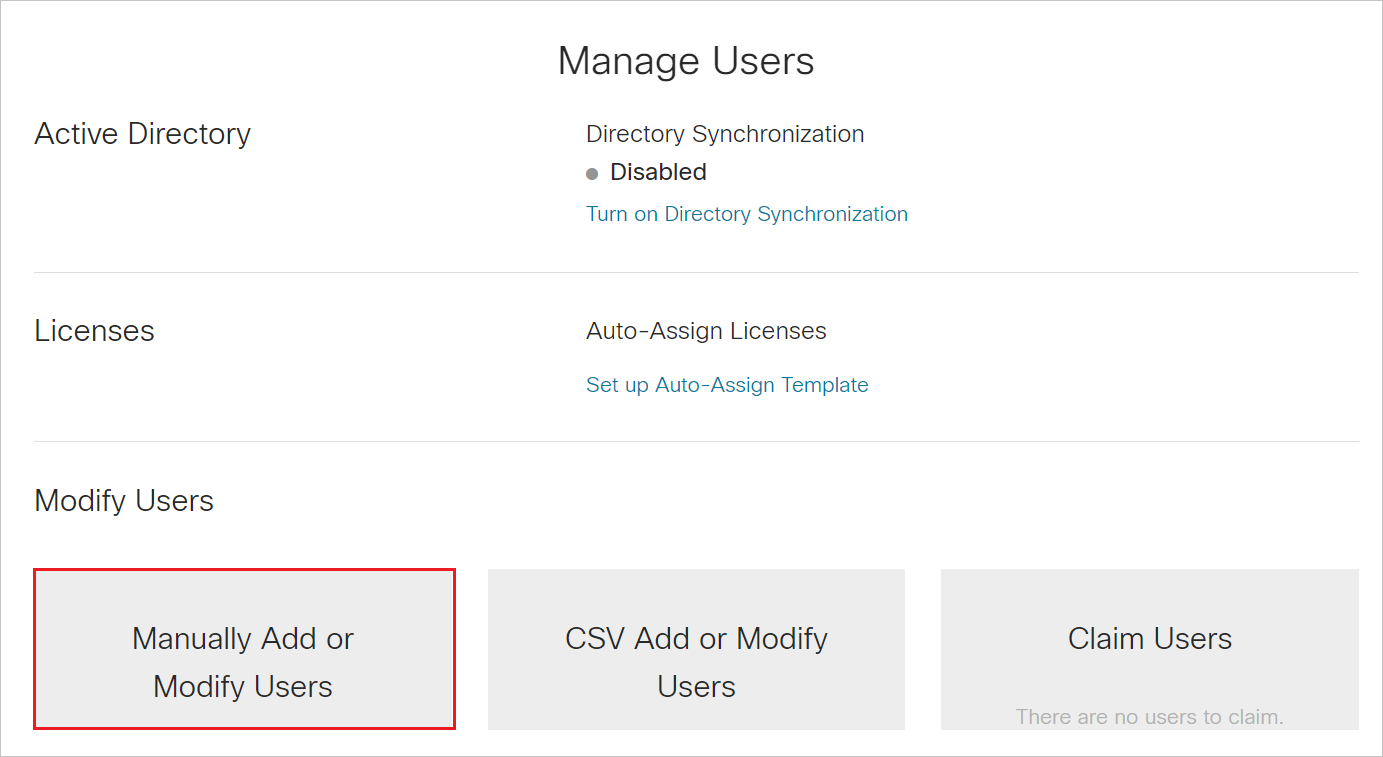 Manage Users
Active Directory
Directory Synchronization
Disabled
Turn on Directory Synchronization
Licenses
Auto-Assign Licenses
Set up Auto-Assign Template
Modify Users
Manually Add or
Modify Users
CSV Add or Modify
Users
Claim Users
There are no users to claim.